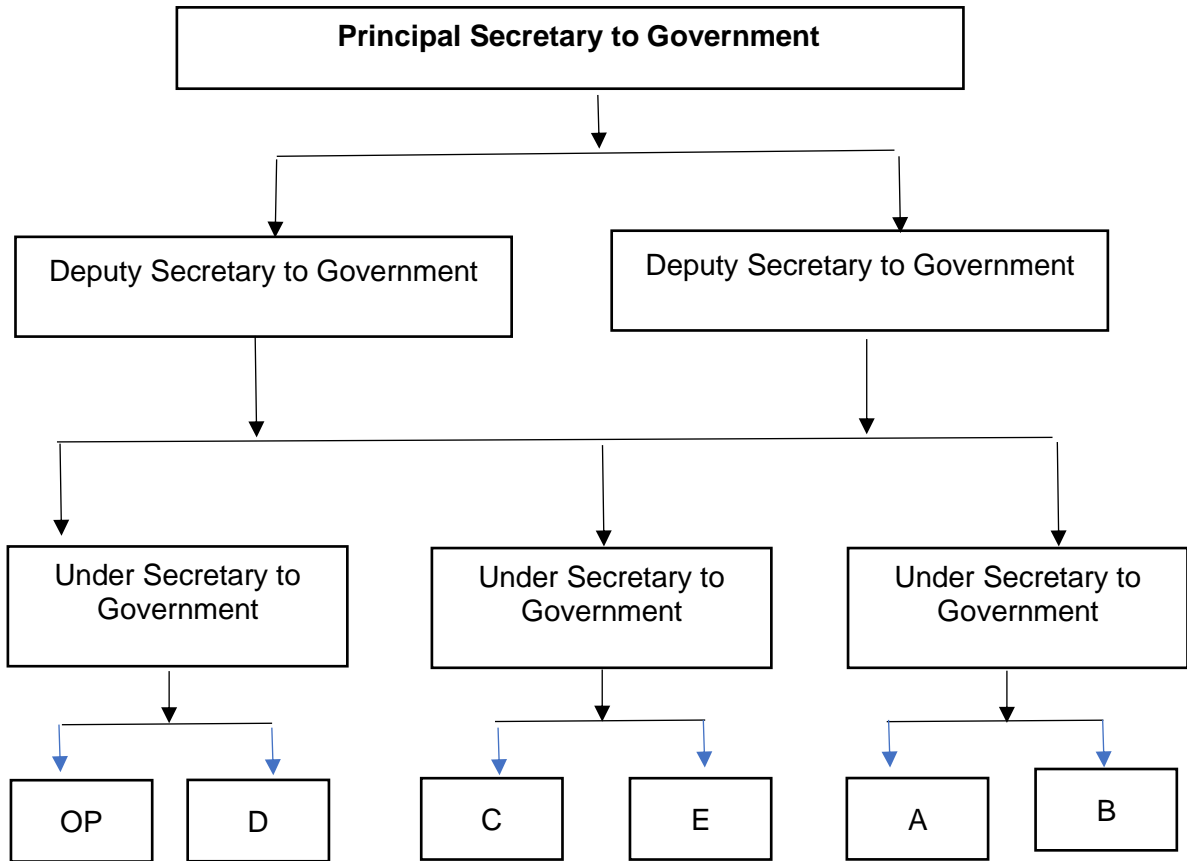 Principal Secretary to Government
Deputy Secretary to Government
Deputy Secretary to Government
Under Secretary to
Government
Under Secretary to
Government
Under Secretary to
Government
OP
D
C
E
A
B